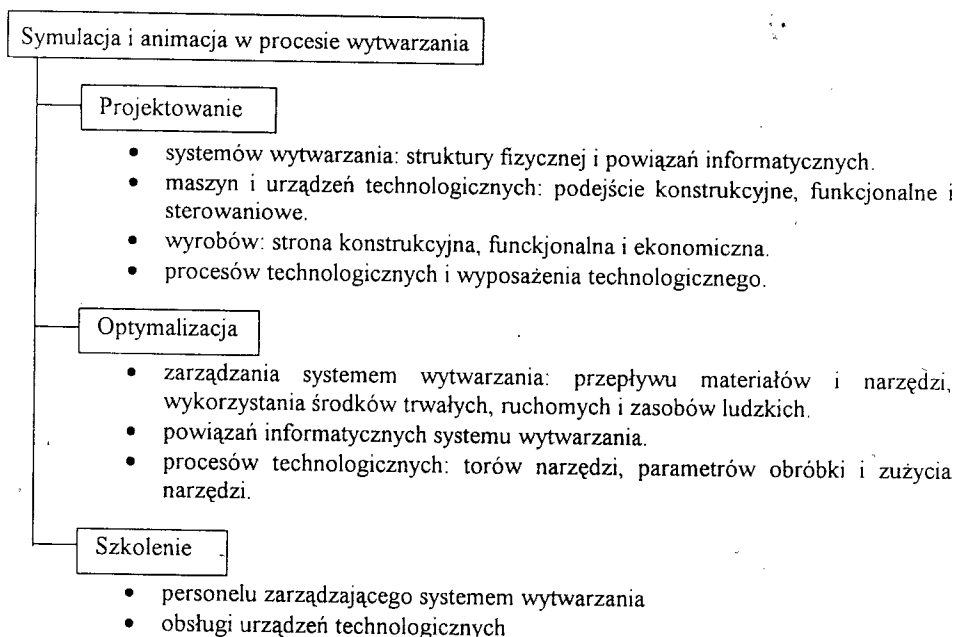 Symulacja i animacja w procesie wytwarzania
Projektowanie
• systemów wytwarzania: struktury fizycznej i powiązań informatycznych.
• maszyn i urządzeń technologicznych: podejście konstrukcyjne, funkcjonalne i
sterowaniowe.
• wyrobów: strona konstrukcyjna, funckjonalna i ekonomiczna.
• procesów technologicznych i wyposażenia technologicznego.
Optymalizacja
• zarządzania systemem wytwarzania: przepływu materiałów i narzędzi,
wykorzystania środków trwałych, ruchomych i zasobów ludzkich.
• powiązań informatycznych systemu wytwarzania.
• procesów technologicznych: torów narzędzi, parametrów obróbki i zużycia
narzędzi.
Szkolenie
• personelu zarządzającego systemem wytwarzania
• obsługi urządzeń technologicznych